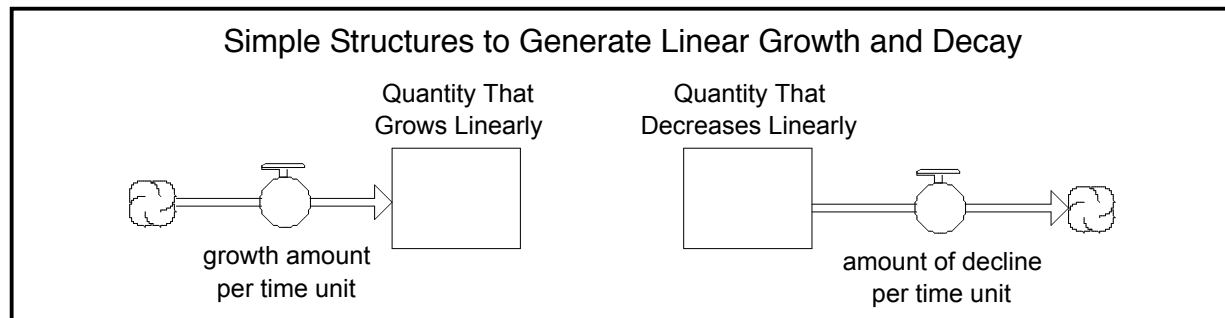 Simple Structures to Generate Linear Growth and Decay
Quantity That
Grows Linearly
growth amount
per time unit
Quantity That
Decreases Linearly
amount of decline
per time unit